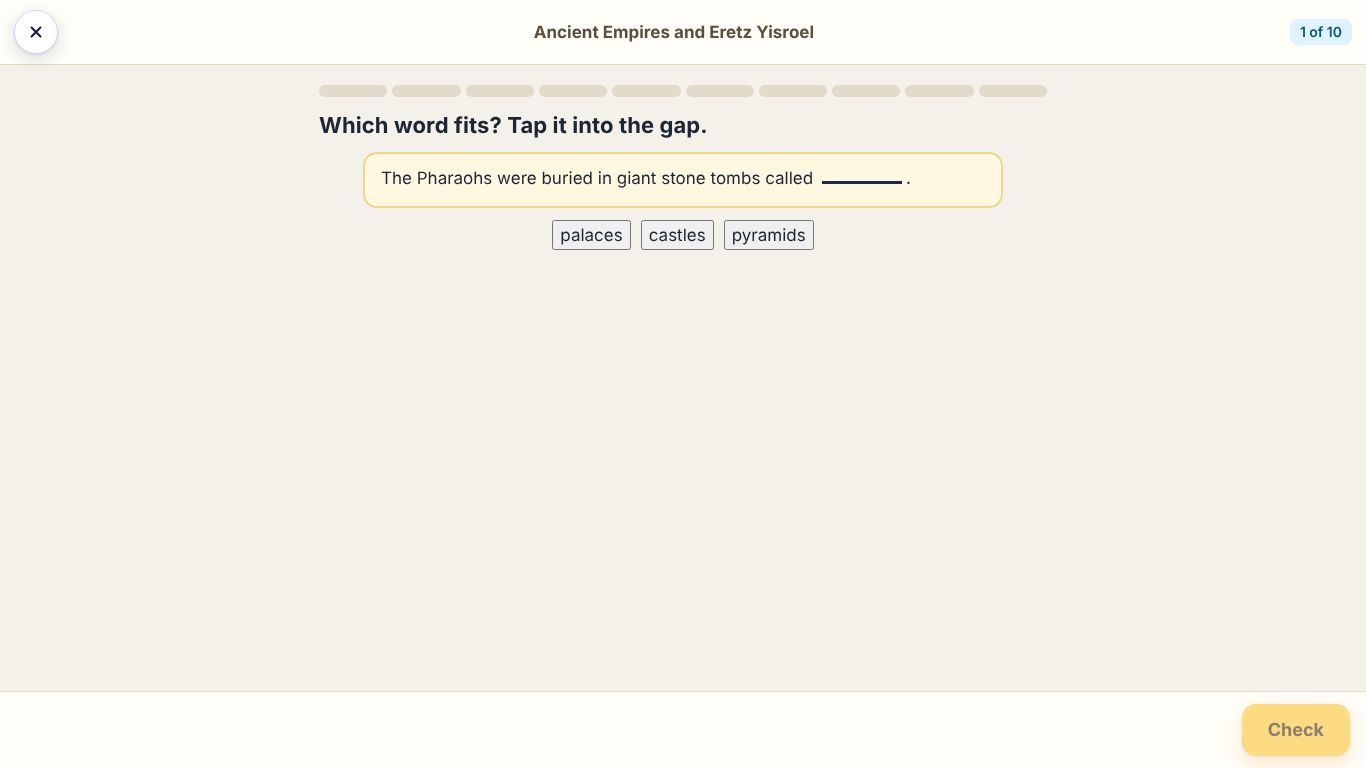 Ancient Empires and Eretz Yisroel
1 of 10
Which word fits? Tap it into the gap.
The Pharaohs were buried in giant stone tombs called ________ .
palaces castles pyramids
Check